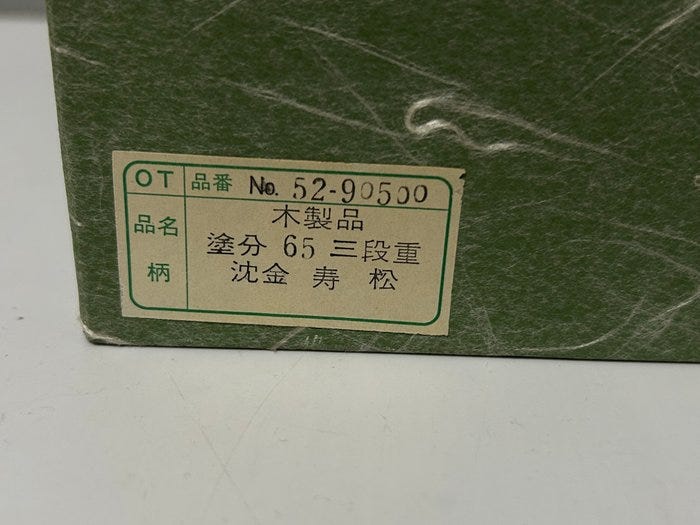 OT 品番 No. 52-90500
品名 木製品
塗分 65 三段重
柄 沈金 寿 松